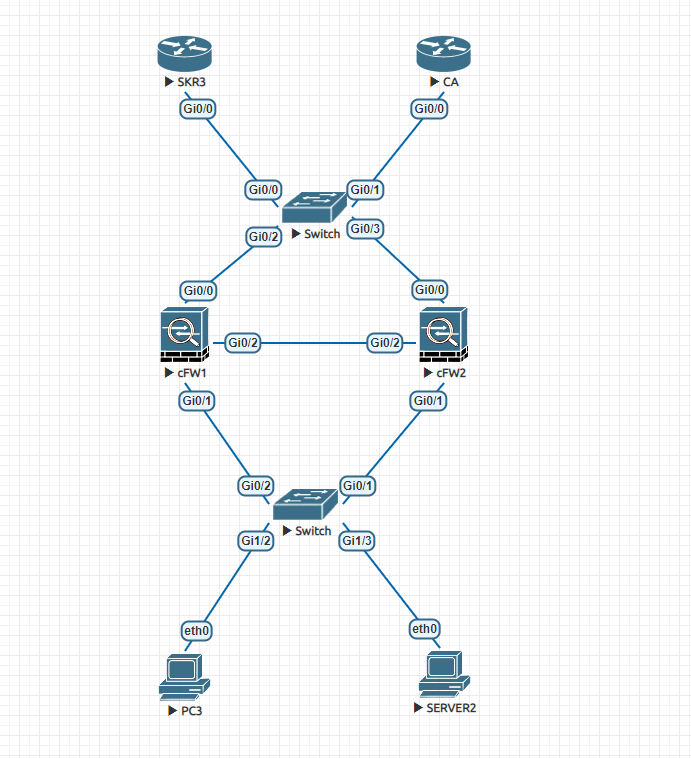 SKR3
CA
Gi0/0
Gi0/0
Gi0/0
Gi0/1
Gi0/2
Switch
Gi0/3
Gi0/0
Gi0/0
Gi0/2
Gi0/2
cFW1
cFW2
Gi0/1
Gi0/1
Gi0/2
Gi0/1
Switch
Gi1/2
Gi1/3
eth0
eth0
PC3
SERVER2